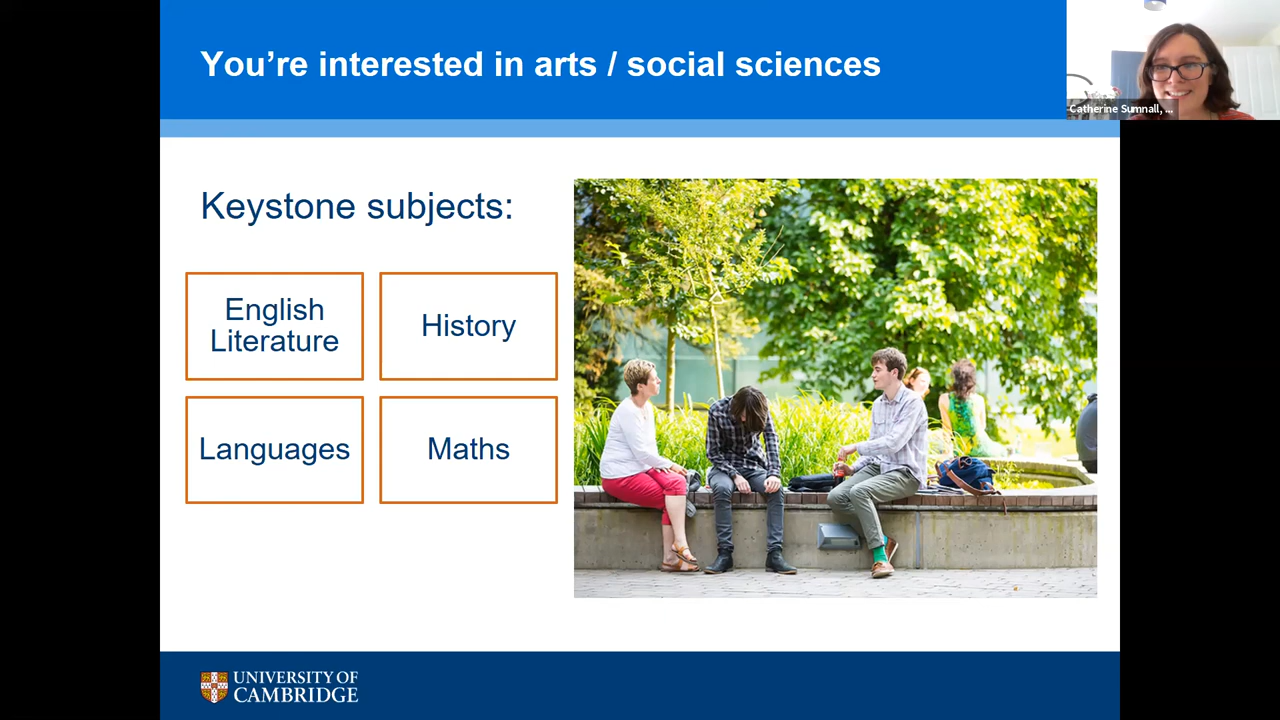 You’re interested in arts / social sciences
Catherine Sumnall, ...
Keystone subjects:
English
Literature
History
Languages
Maths
UNIVERSITY OF
CAMBRIDGE